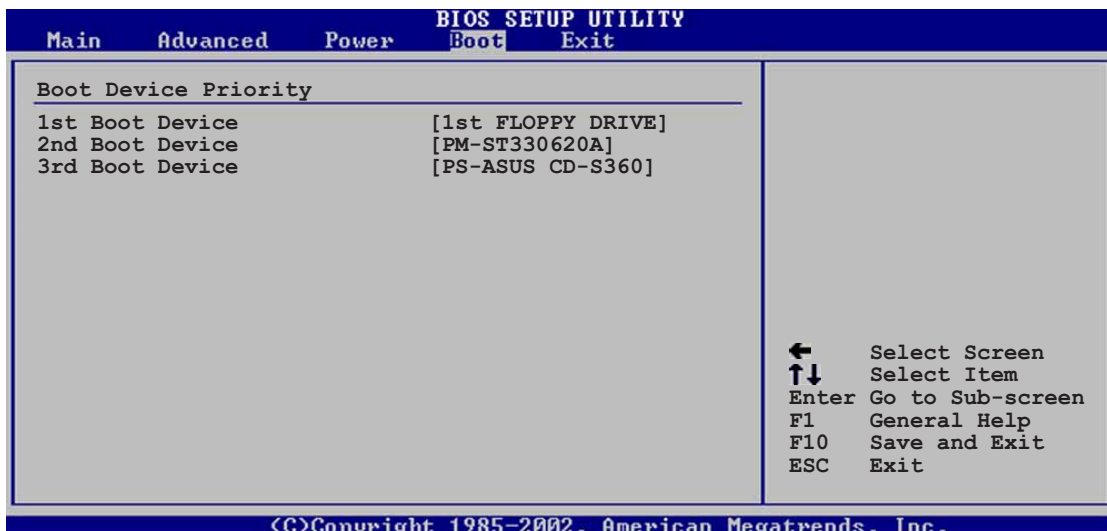 BIOS SETUP UTILITY
Main Advanced Power Boot Exit
Boot Device Priority
1st Boot Device [1st FLOPPY DRIVE]
2nd Boot Device [PM-ST330620A]
3rd Boot Device [PS-ASUS CD-S360]
← Select Screen
↑↓ Select Item
Enter Go to Sub-screen
F1 General Help
F10 Save and Exit
ESC Exit
(C)Copyright 1985-2002, American Megatrends, Inc.